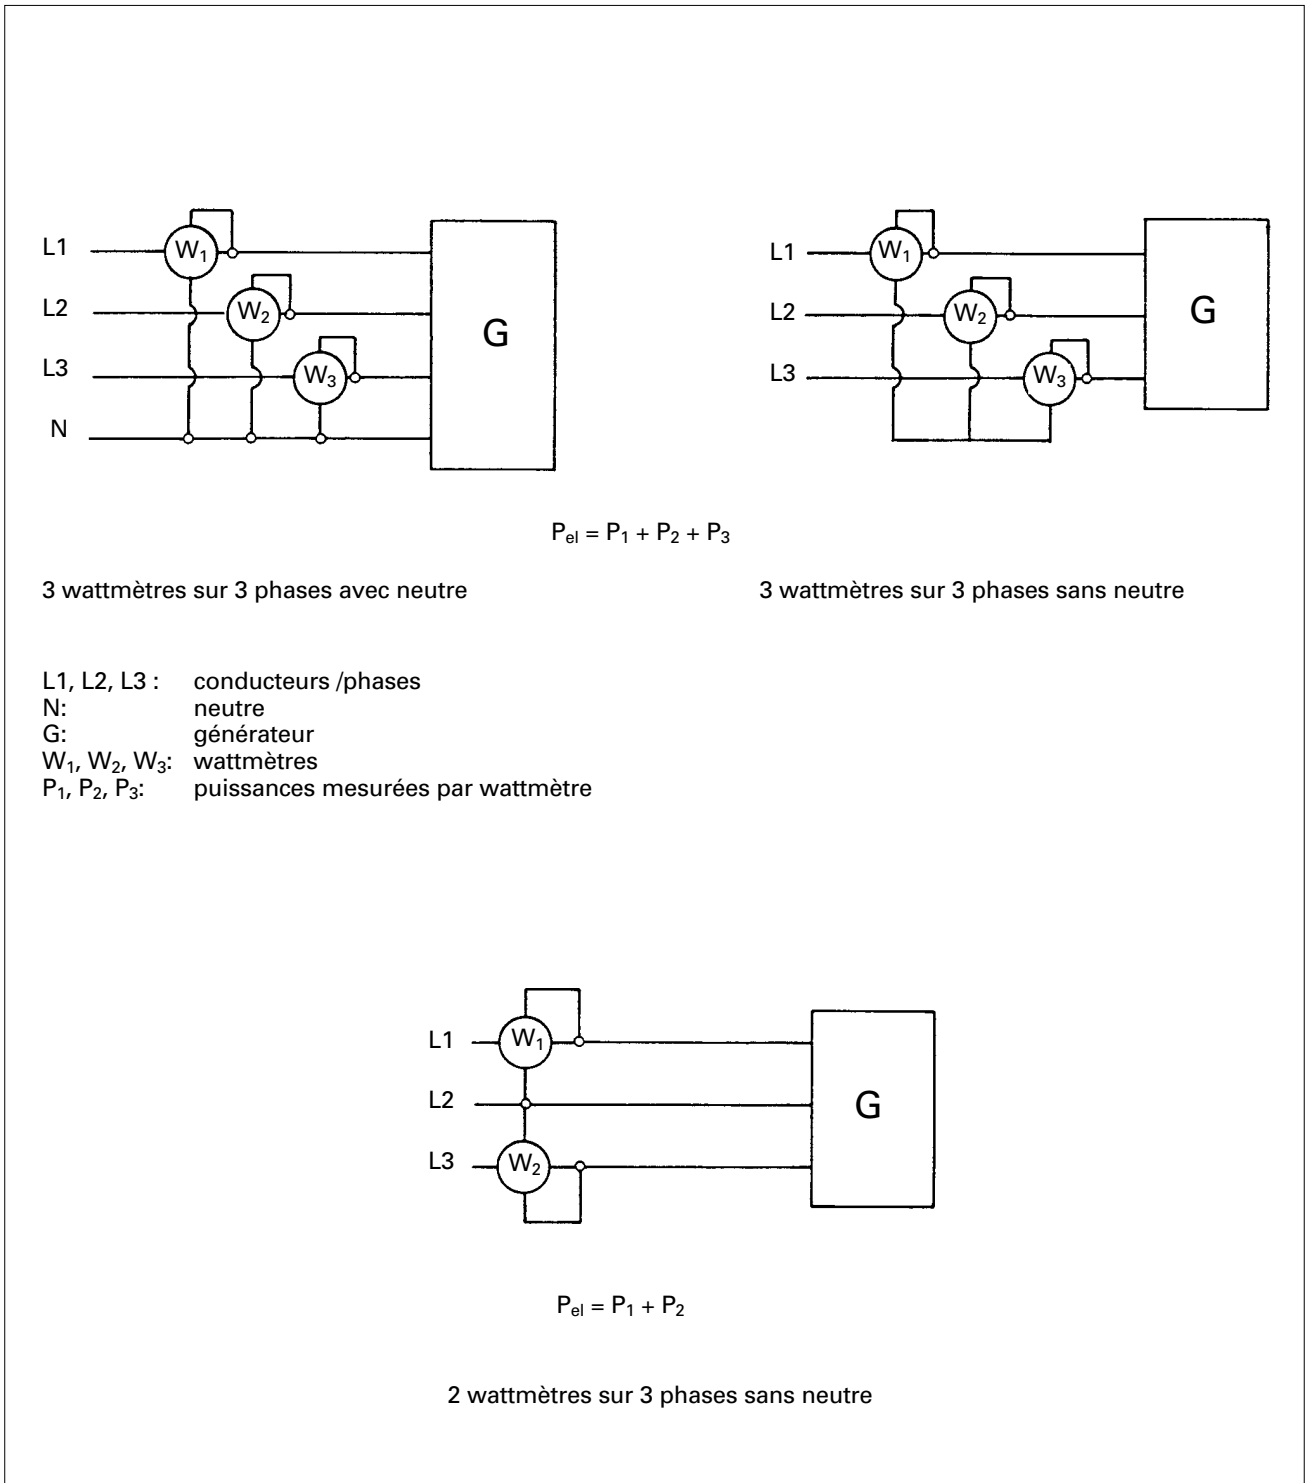 L1
W₁
L2
W₂
L3
W₃
N
G
L1
W₁
L2
W₂
L3
W₃
G
Pₑₗ = P₁ + P₂ + P₃
3 wattmètres sur 3 phases avec neutre
3 wattmètres sur 3 phases sans neutre
L1, L2, L3 : conducteurs /phases
N: neutre
G: générateur
W₁, W₂, W₃: wattmètres
P₁, P₂, P₃: puissances mesurées par wattmètre
L1
W₁
L2
G
L3
W₂
Pₑₗ = P₁ + P₂
2 wattmètres sur 3 phases sans neutre